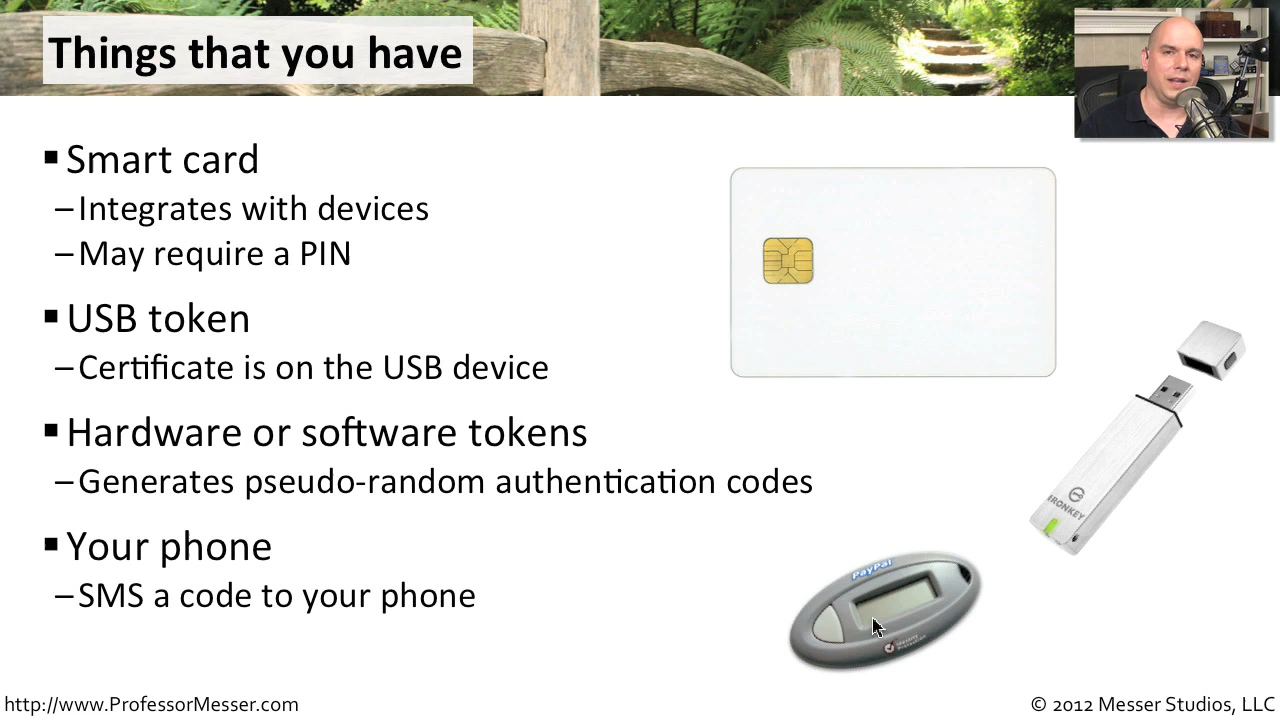 Things that you have
▪ Smart card
– Integrates with devices
– May require a PIN
▪ USB token
– Certificate is on the USB device
▪ Hardware or software tokens
– Generates pseudo-random authentication codes
▪ Your phone
– SMS a code to your phone
IRONKEY
PayPal
Identity
Protection
http://www.ProfessorMesser.com
© 2012 Messer Studios, LLC